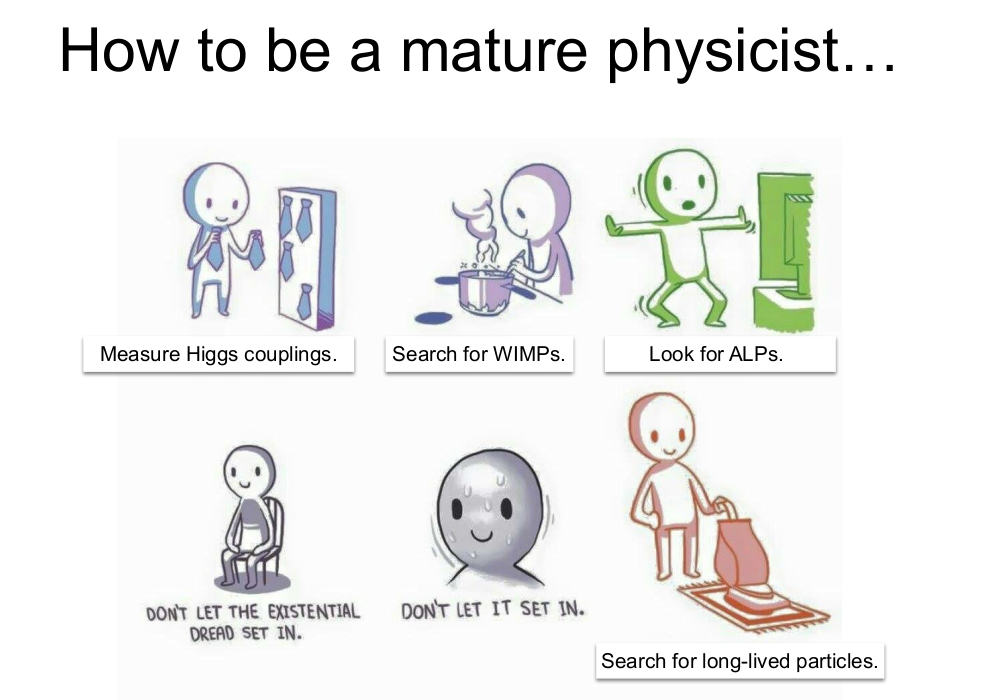 How to be a mature physicist…
Measure Higgs couplings.
Search for WIMPs.
Look for ALPs.
DON'T LET THE EXISTENTIAL
DREAD SET IN.
DON'T LET IT SET IN.
Search for long-lived particles.